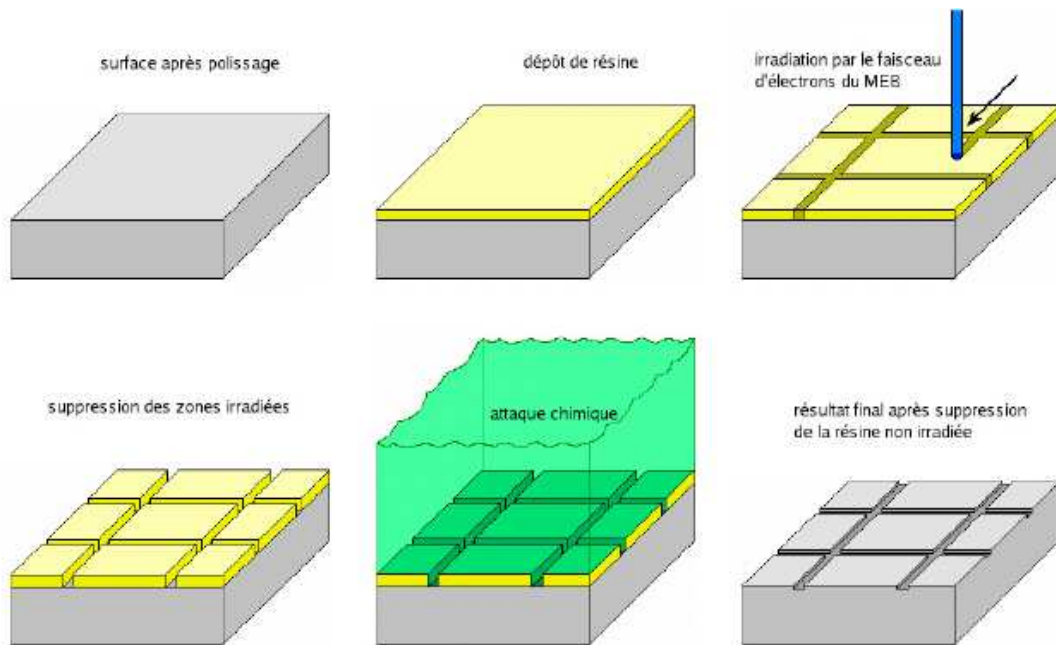 surface après polissage
dépôt de résine
irradiation par le faisceau
d'électrons du MEB
suppression des zones irradiées
attaque chimique
résultat final après suppression
de la résine non irradiée